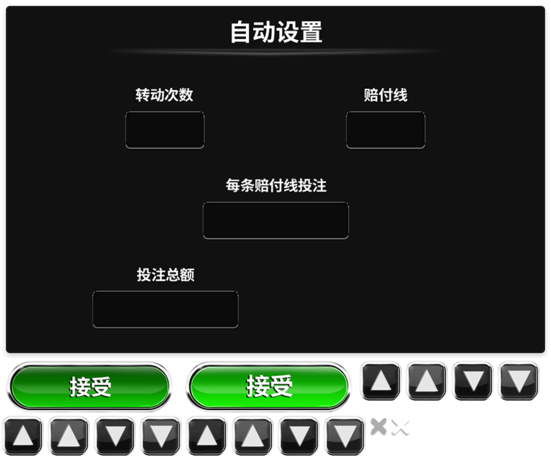 自动设置
转动次数
赔付线
每条赔付线投注
投注总额
接受
接受